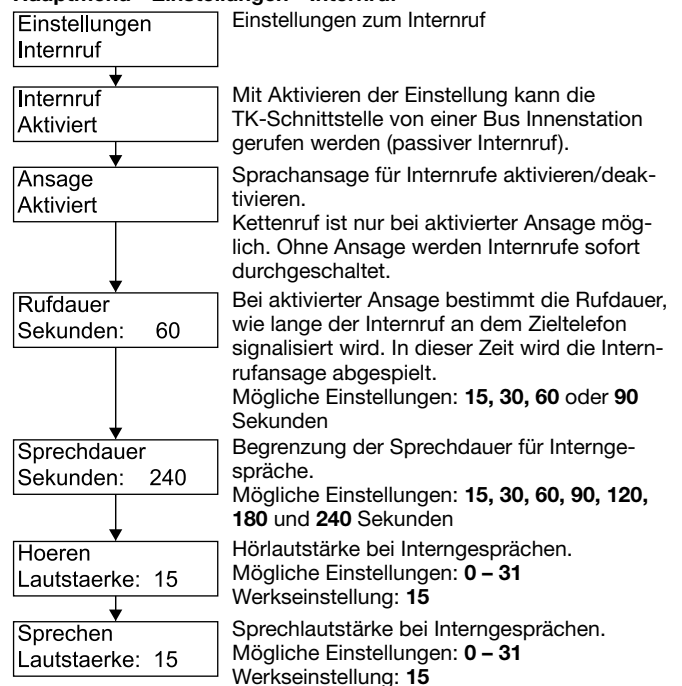 Einstellungen
Internruf
Einstellungen zum Internruf
Internruf
Aktiviert
Mit Aktivieren der Einstellung kann die
TK-Schnittstelle von einer Bus Innenstation
gerufen werden (passiver Internruf).
Ansage
Aktiviert
Sprachansage für Internrufe aktivieren/deak-
tivieren.
Kettenruf ist nur bei aktivierter Ansage mög-
lich. Ohne Ansage werden Internrufe sofort
durchgeschaltet.
Rufdauer
Sekunden: 60
Bei aktivierter Ansage bestimmt die Rufdauer,
wie lange der Internruf an dem Zieltelefon
signalisiert wird. In dieser Zeit wird die Intern-
rufansage abgespielt.
Mögliche Einstellungen: 15, 30, 60 oder 90
Sekunden
Sprechdauer
Sekunden: 240
Begrenzung der Sprechdauer für Internge-
spräche.
Mögliche Einstellungen: 15, 30, 60, 90, 120,
180 und 240 Sekunden
Hoeren
Lautstaerke: 15
Hörlautstärke bei Interngesprächen.
Mögliche Einstellungen: 0 – 31
Werkseinstellung: 15
Sprechen
Lautstaerke: 15
Sprechlautstärke bei Interngesprächen.
Mögliche Einstellungen: 0 – 31
Werkseinstellung: 15